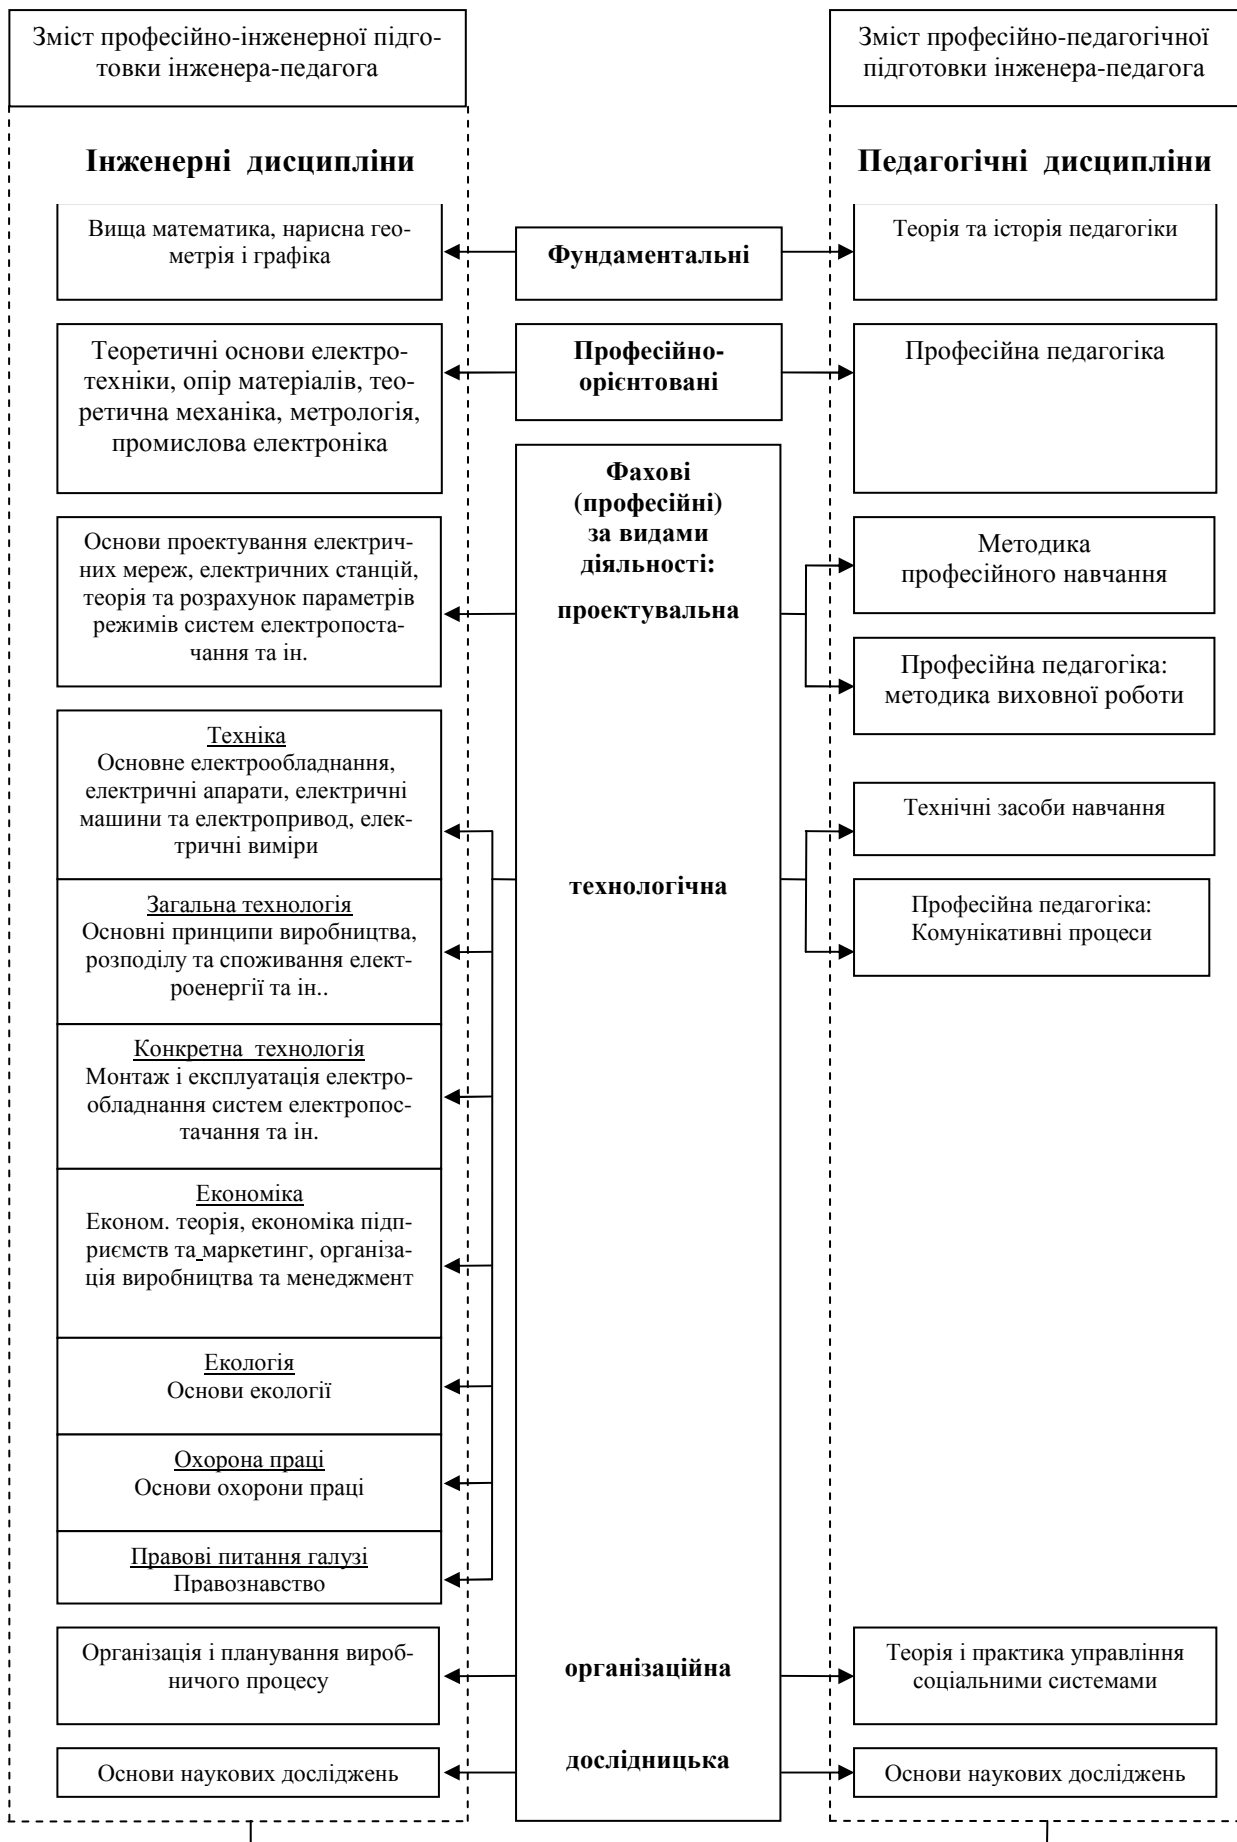 Зміст професійно-інженерної підго-
товки інженера-педагога
Зміст професійно-педагогічної
підготовки інженера-педагога
Інженерні дисципліни
Педагогічні дисципліни
Вища математика, нарисна гео-
метрія і графіка
Фундаментальні
Теорія та історія педагогіки
Теоретичні основи електро-
техніки, опір матеріалів, тео-
ретична механіка, метрологія,
промислова електроніка
Професійно-
орієнтовані
Професійна педагогіка
Фахові
(професійні)
за видами
діяльності:
Основи проектування електрич-
них мереж, електричних станцій,
теорія та розрахунок параметрів
режимів систем електропоста-
чання та ін.
проектувальна
Методика
професійного навчання
Професійна педагогіка:
методика виховної роботи
Техніка
Основне електрообладнання,
електричні апарати, електричні
машини та електропривод, елек-
тричні виміри
технологічна
Технічні засоби навчання
Професійна педагогіка:
Комунікативні процеси
Загальна технологія
Основні принципи виробництва,
розподілу та споживання елект-
роенергії та ін..
Конкретна технологія
Монтаж і експлуатація електро-
обладнання систем електропос-
тачання та ін.
Економіка
Економ. теорія, економіка підп-
риємств та маркетинг, організа-
ція виробництва та менеджмент
Екологія
Основи екології
Охорона праці
Основи охорони праці
Правові питання галузі
Правознавство
Організація і планування вироб-
ничого процесу
організаційна
Теорія і практика управління
соціальними системами
Основи наукових досліджень
дослідницька
Основи наукових досліджень